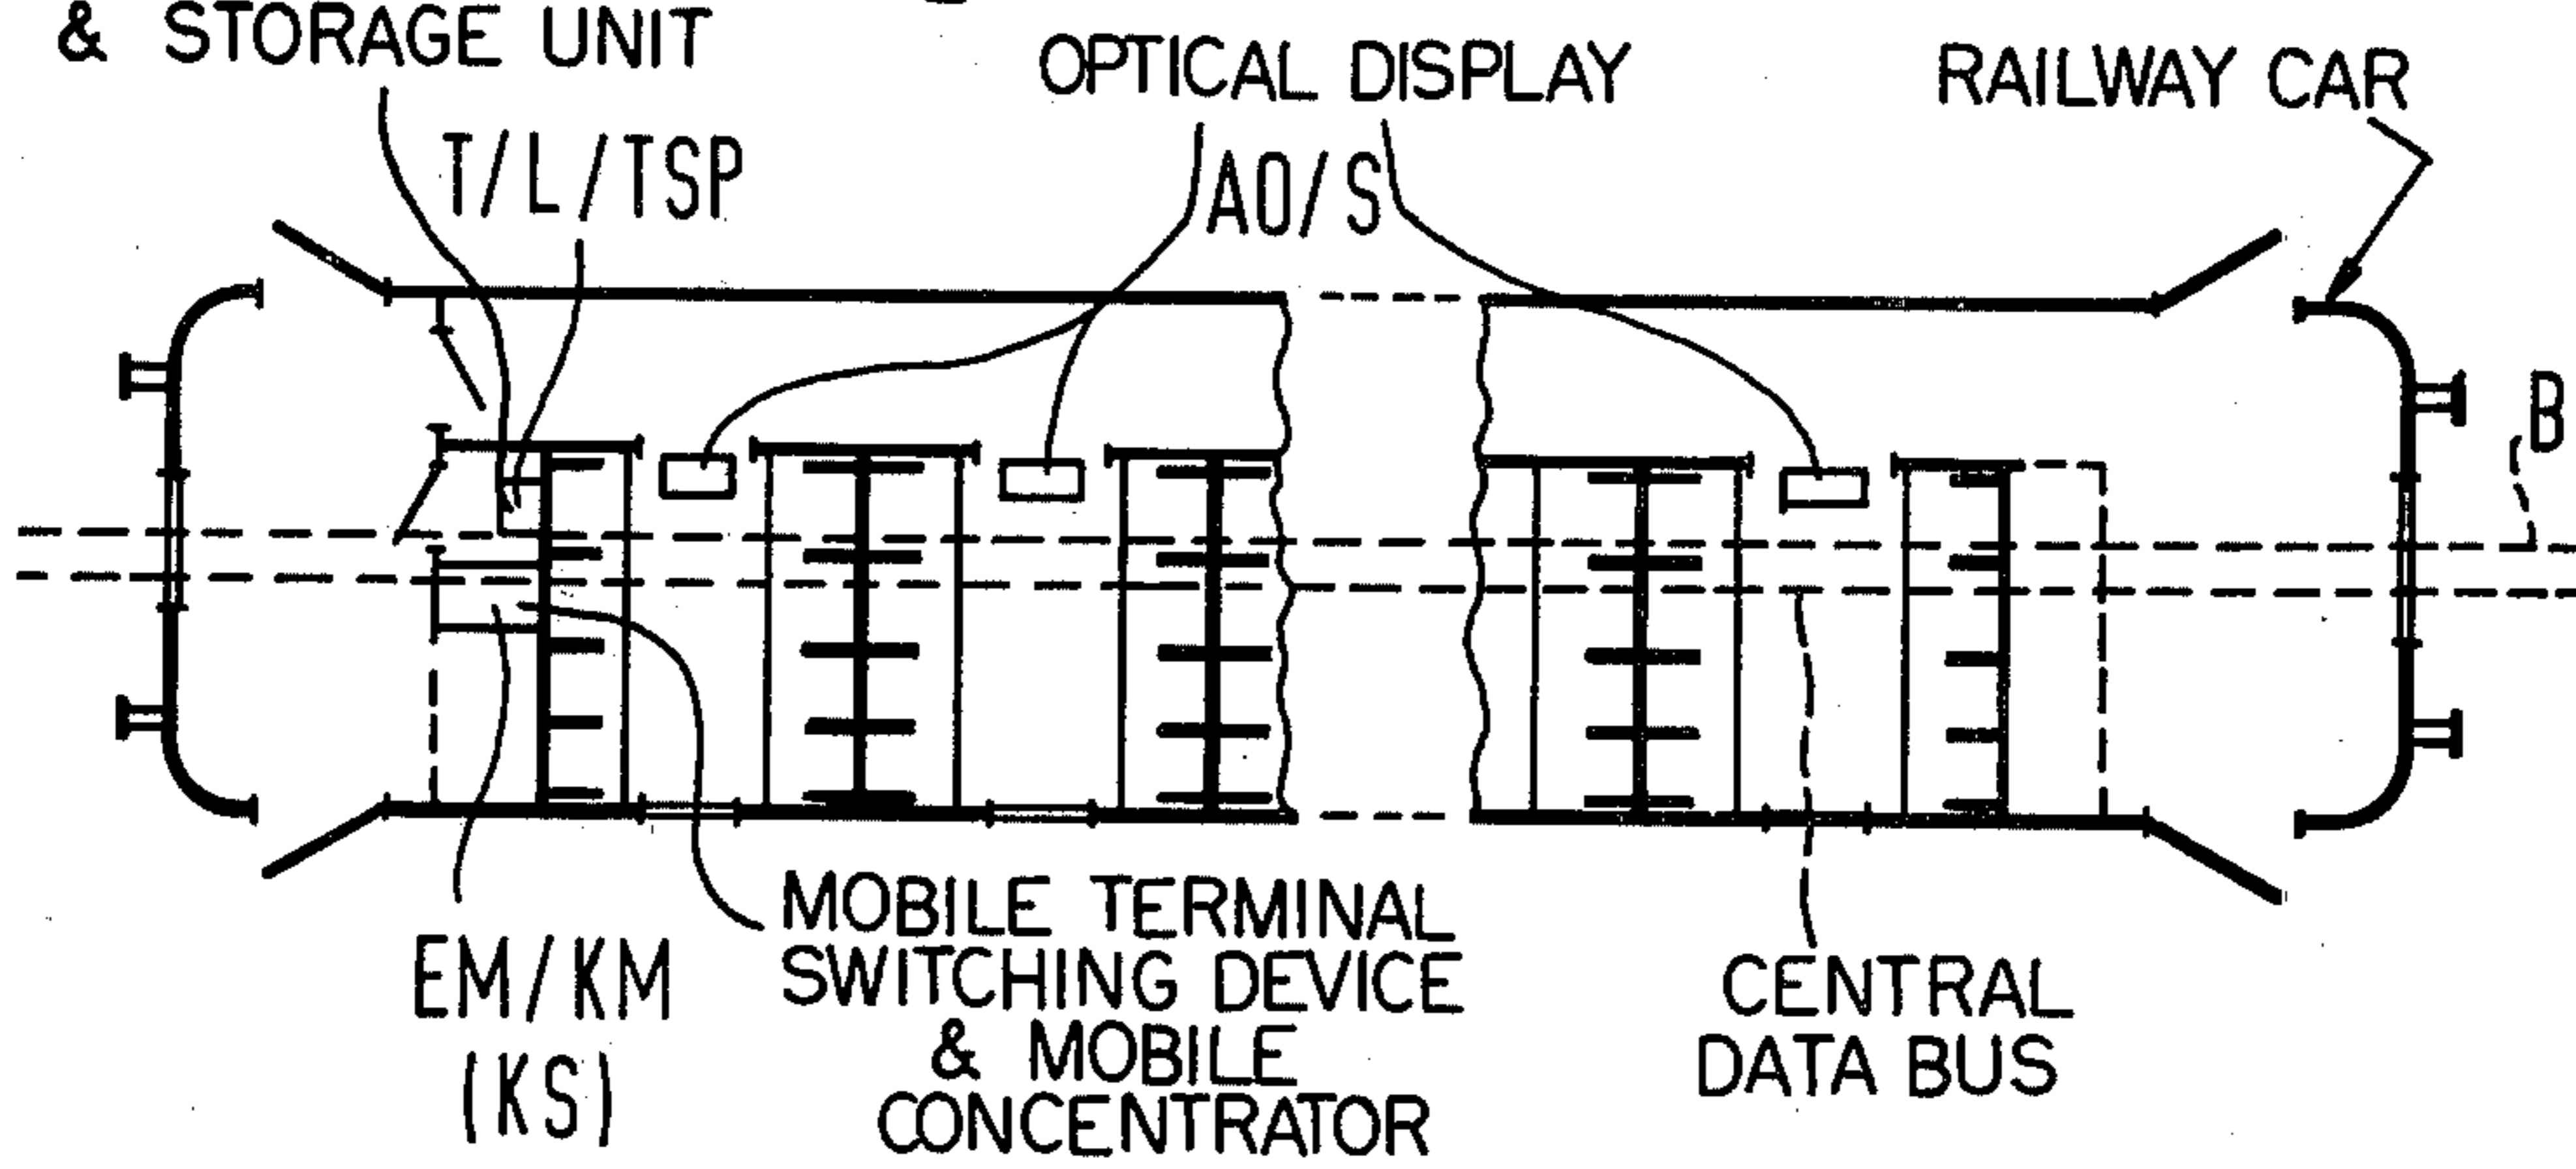 & STORAGE UNIT
T/L/TSP
OPTICAL DISPLAY
AO/S
RAILWAY CAR
B
EM/KM
(KS)
MOBILE TERMINAL
SWITCHING DEVICE
& MOBILE
CONCENTRATOR
CENTRAL
DATA BUS